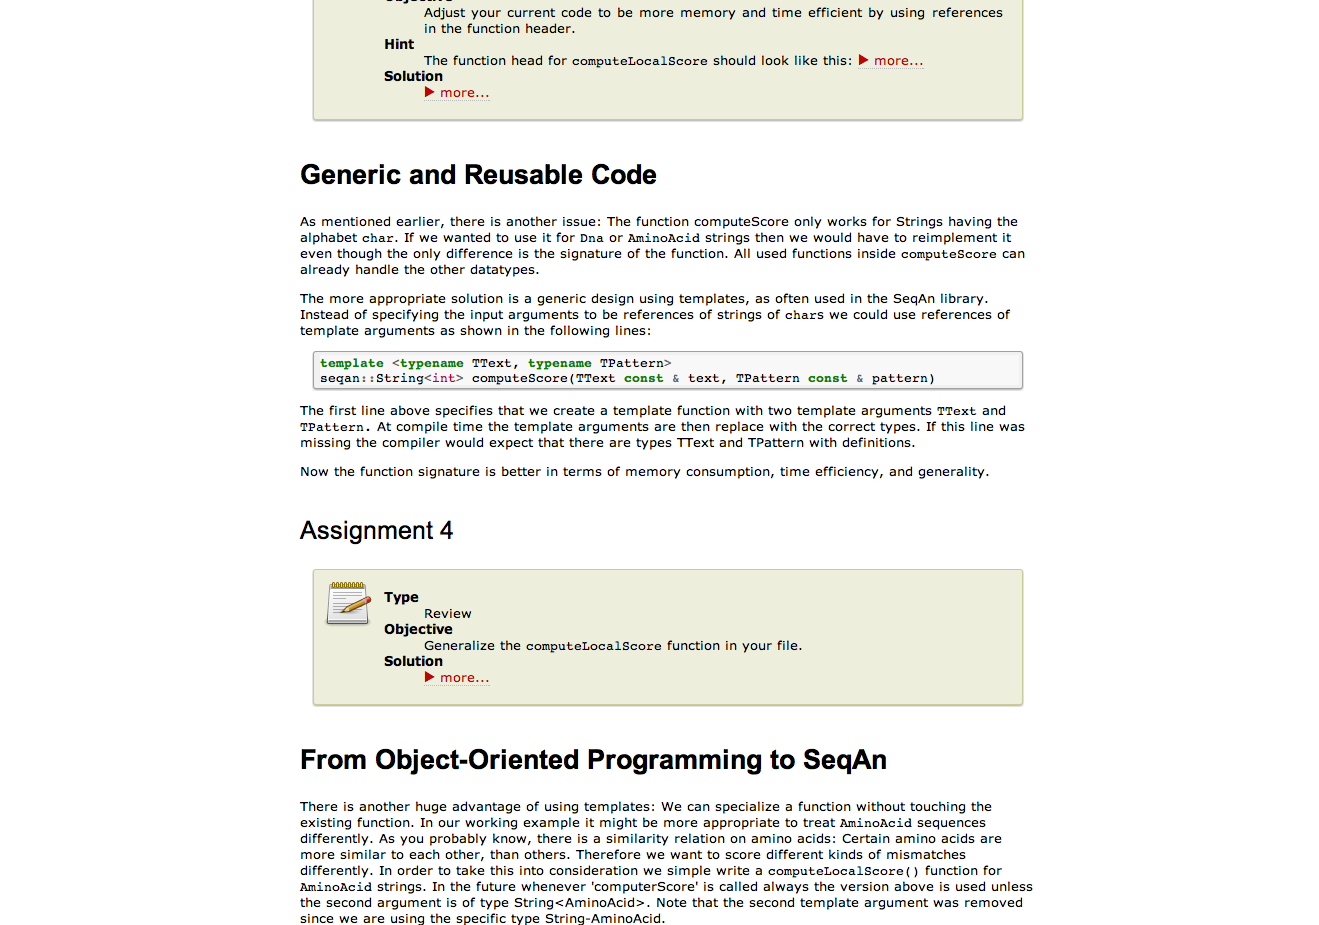 Objective
Adjust your current code to be more memory and time efficient by using references
in the function header.
Hint
The function head for computeLocalScore should look like this: ▶ more...
Solution
▶ more...
Generic and Reusable Code
As mentioned earlier, there is another issue: The function computeScore only works for Strings having the
alphabet char. If we wanted to use it for Dna or AminoAcid strings then we would have to reimplement it
even though the only difference is the signature of the function. All used functions inside computeScore can
already handle the other datatypes.
The more appropriate solution is a generic design using templates, as often used in the SeqAn library.
Instead of specifying the input arguments to be references of strings of chars we could use references of
template arguments as shown in the following lines:
template <typename TText, typename TPattern>
seqan::String<int> computeScore(TText const & text, TPattern const & pattern)
The first line above specifies that we create a template function with two template arguments TText and
TPattern. At compile time the template arguments are then replace with the correct types. If this line was
missing the compiler would expect that there are types TText and TPattern with definitions.
Now the function signature is better in terms of memory consumption, time efficiency, and generality.
Assignment 4
Type
Review
Objective
Generalize the computeLocalScore function in your file.
Solution
▶ more...
From Object-Oriented Programming to SeqAn
There is another huge advantage of using templates: We can specialize a function without touching the
existing function. In our working example it might be more appropriate to treat AminoAcid sequences
differently. As you probably know, there is a similarity relation on amino acids: Certain amino acids are
more similar to each other, than others. Therefore we want to score different kinds of mismatches
differently. In order to take this into consideration we simple write a computeLocalScore() function for
AminoAcid strings. In the future whenever 'computerScore' is called always the version above is used unless
the second argument is of type String<AminoAcid>. Note that the second template argument was removed
since we are using the specific type String-AminoAcid.